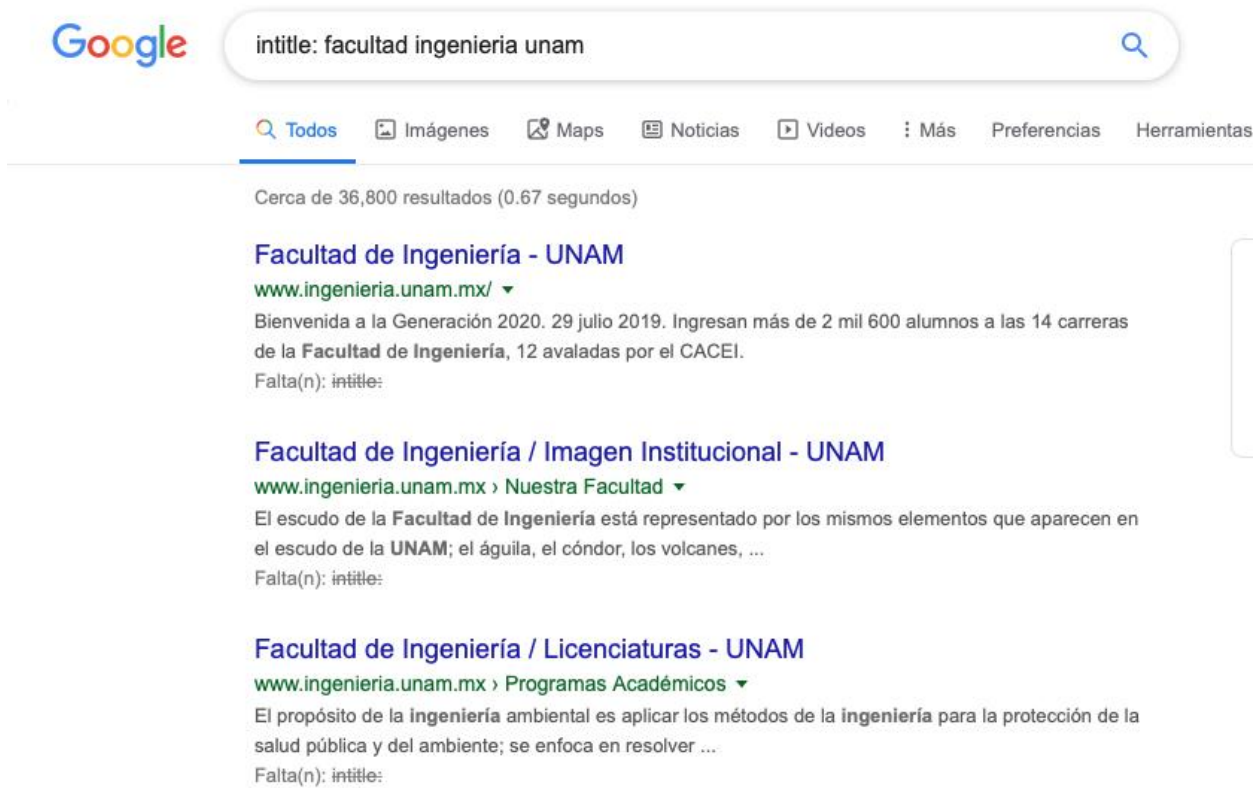 Google
intitle: facultad ingenieria unam
Todos Imágenes Maps Noticias Videos Más Preferencias Herramientas
Cerca de 36,800 resultados (0.67 segundos)
Facultad de Ingeniería - UNAM
www.ingenieria.unam.mx/
Bienvenida a la Generación 2020. 29 julio 2019. Ingresan más de 2 mil 600 alumnos a las 14 carreras
de la Facultad de Ingeniería, 12 avaladas por el CACEI.
Falta(n): intitle:
Facultad de Ingeniería / Imagen Institucional - UNAM
www.ingenieria.unam.mx › Nuestra Facultad
El escudo de la Facultad de Ingeniería está representado por los mismos elementos que aparecen en
el escudo de la UNAM; el águila, el cóndor, los volcanes, ...
Falta(n): intitle:
Facultad de Ingeniería / Licenciaturas - UNAM
www.ingenieria.unam.mx › Programas Académicos
El propósito de la ingeniería ambiental es aplicar los métodos de la ingeniería para la protección de la
salud pública y del ambiente; se enfoca en resolver ...
Falta(n): intitle: